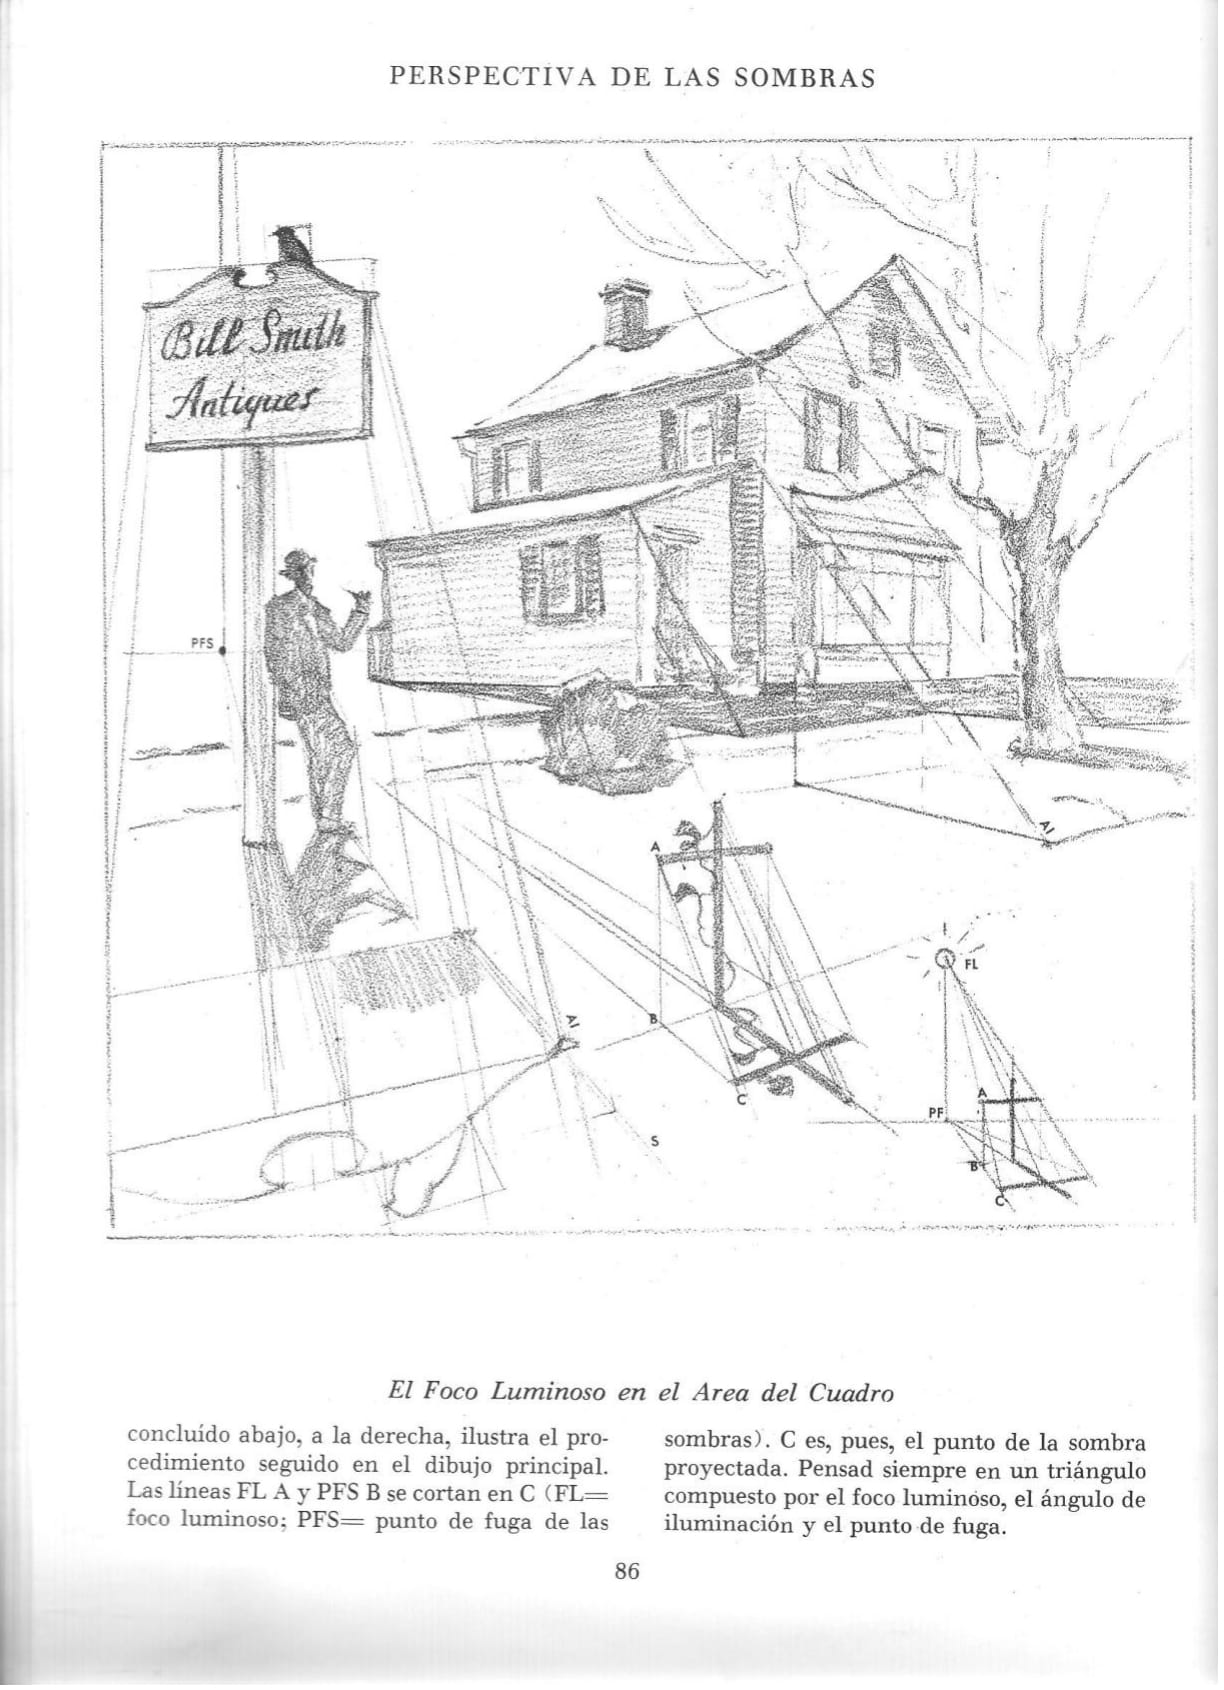 PERSPECTIVA DE LAS SOMBRAS
Bill Smith
Antiques
PFS
AI
A
B
AI
FL
C
A
PF
S
B
C
El Foco Luminoso en el Area del Cuadro
concluído abajo, a la derecha, ilustra el pro-
cedimiento seguido en el dibujo principal.
Las líneas FL A y PFS B se cortan en C (FL=
foco luminoso; PFS= punto de fuga de las
sombras). C es, pues, el punto de la sombra
proyectada. Pensad siempre en un triángulo
compuesto por el foco luminoso, el ángulo de
iluminación y el punto de fuga.
86